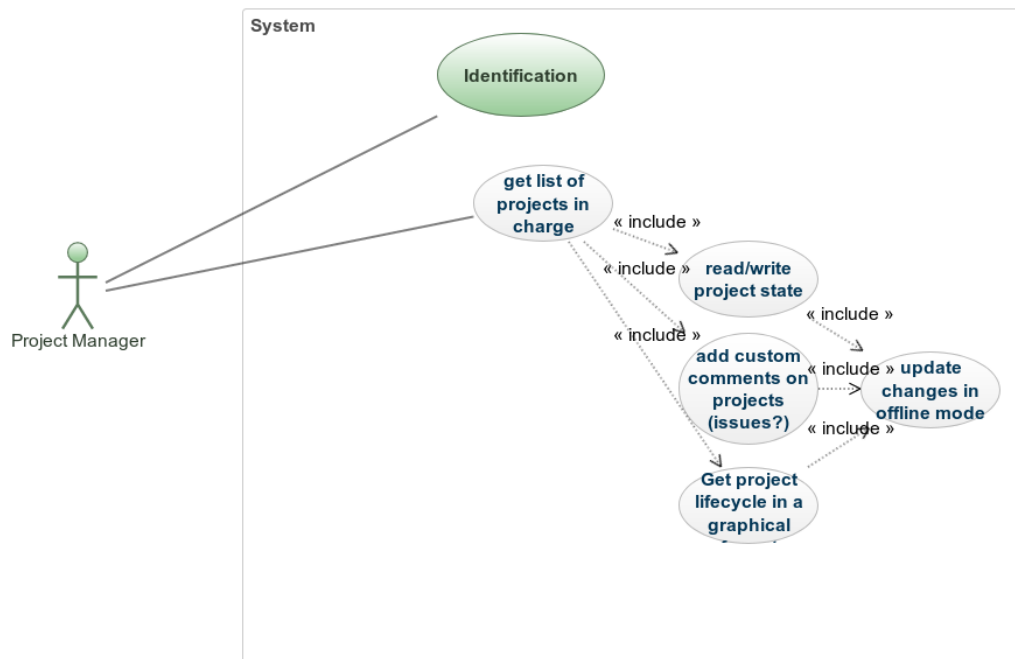 System
Identification
get list of
projects in
charge
« include »
« include »
read/write
project state
« include »
« include »
Project Manager
add custom
comments on
projects
(issues?)
« include »
update
changes in
offline mode
« include »
Get project
lifecycle in a
graphical